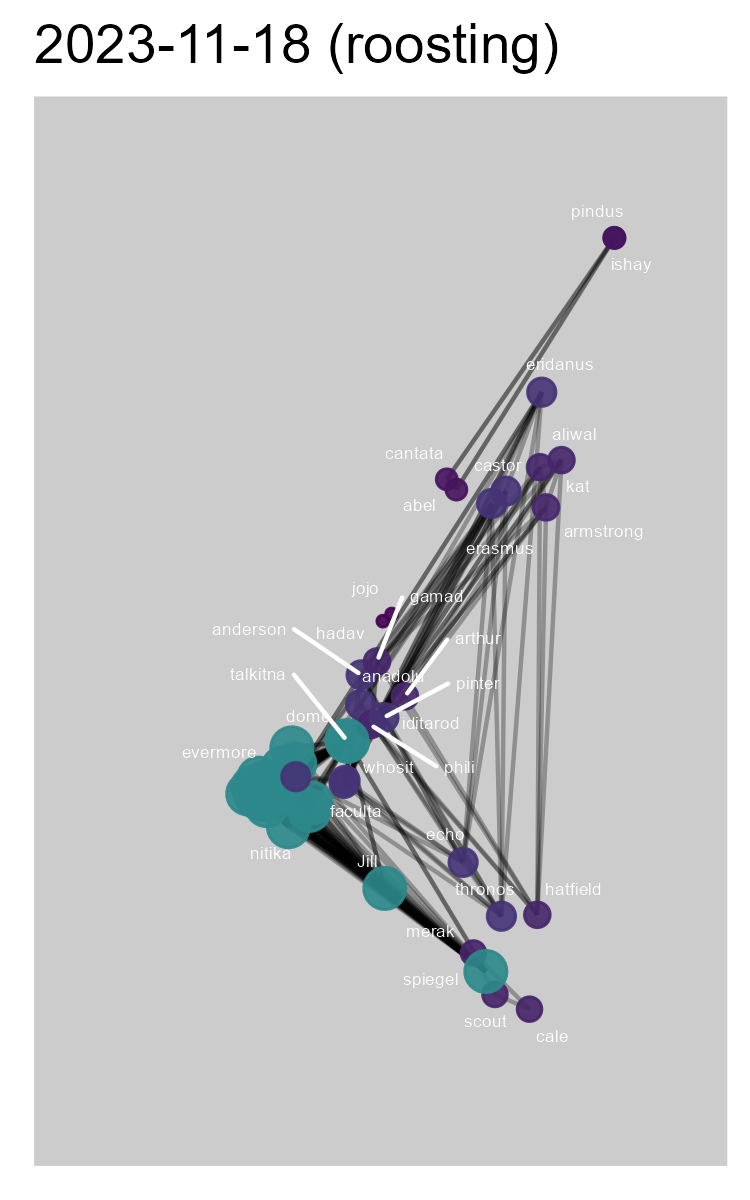 2023-11-18 (roosting)
pindus
ishay
eridanus
aliwal
cantata
castor
kat
abel
armstrong
erasmus
jojo
gamad
anderson
hadav
arthur
talkitna
anadolu
pinter
dome
iditarod
evermore
whosit
phili
faculta
echo
nitika
Jill
thronos
hatfield
merak
spiegel
scout
cale